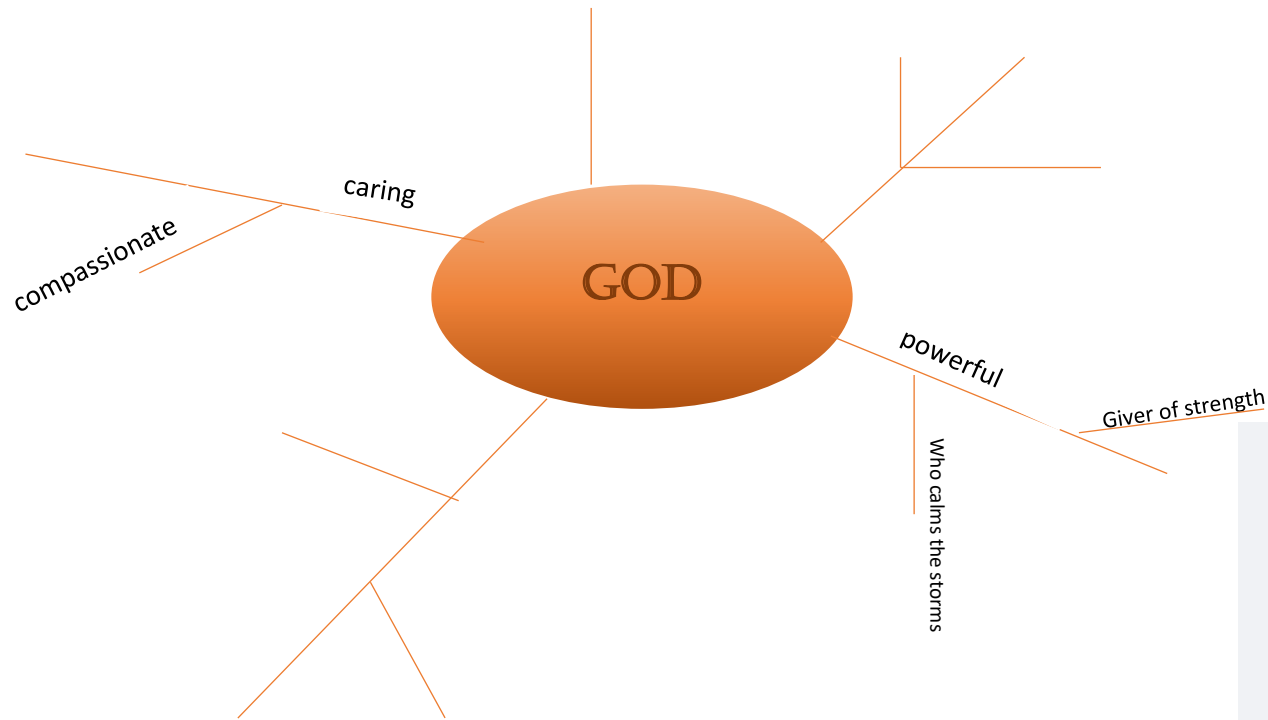 caring
compassionate
GOD
powerful
Giver of strength
Who calms the storms